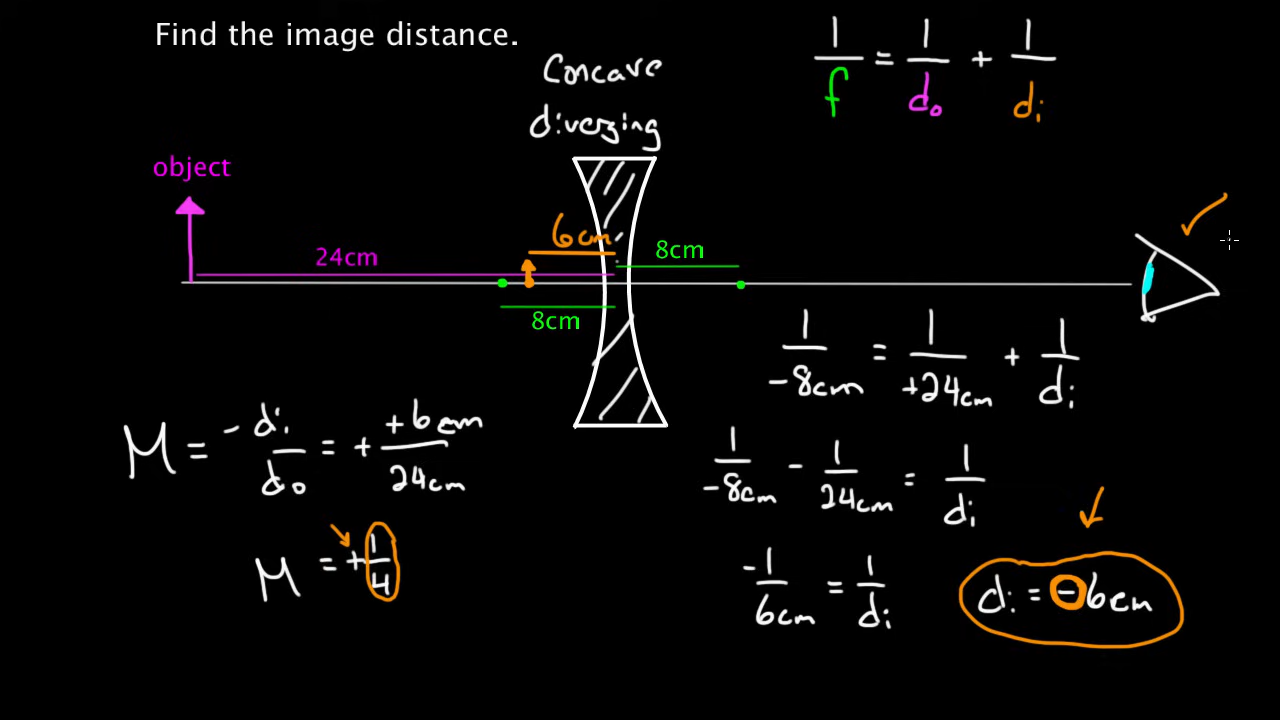 Find the image distance.
Concave
diverging
1/f = 1/do + 1/di
object
24cm
6cm
8cm
8cm
1/-8cm = 1/+24cm + 1/di
1/-8cm - 1/24cm = 1/di
-1/6cm = 1/di
di = -6cm
M = -di/do = + +6cm/24cm
M = +1/4